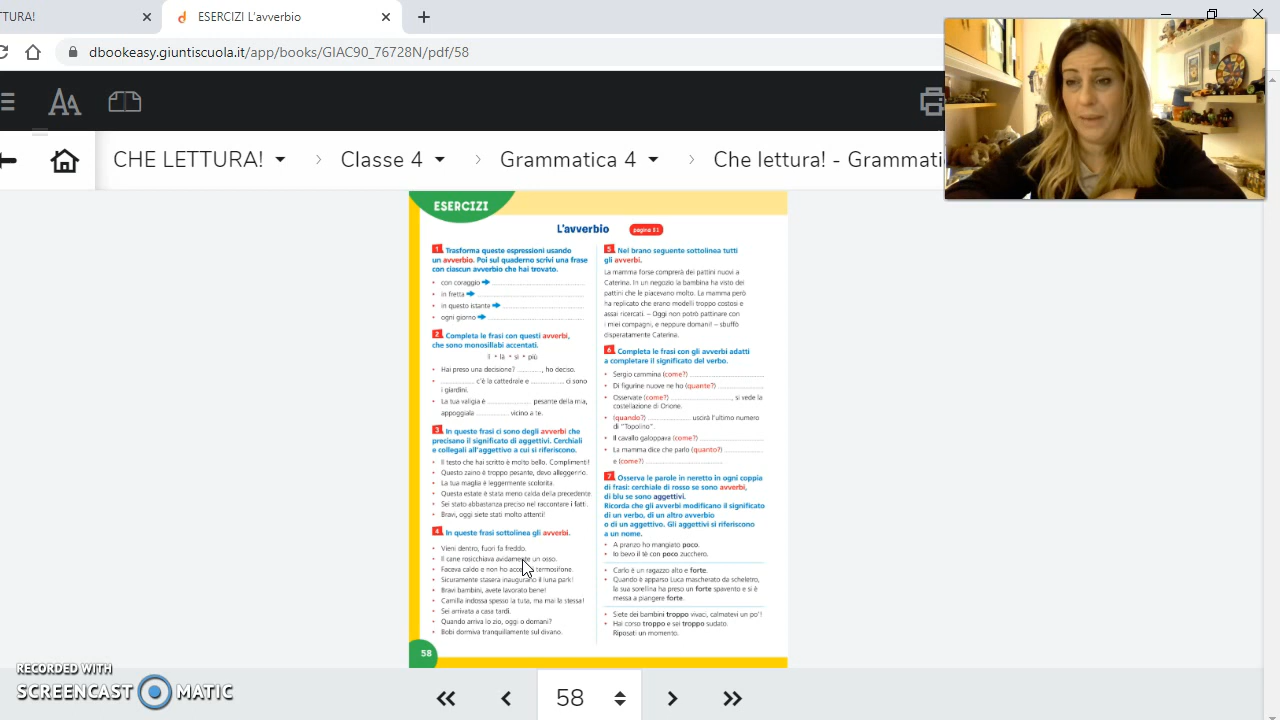 TURA!
ESERCIZI L'avverbio
dbookeasy.giuntiscuola.it/app/books/GIAC90_76728N/pdf/58
CHE LETTURA!
Classe 4
Grammatica 4
Che lettura! - Grammati
ESERCIZI
L'avverbio
pagina 51
1 Trasforma queste espressioni usando
un avverbio. Poi sul quaderno scrivi una frase
con ciascun avverbio che hai trovato.
• con coraggio
• in fretta
• in questo istante
• ogni giorno
2 Completa le frasi con questi avverbi,
che sono monosillabi accentati.
lì • là • sì • più
• Hai preso una decisione? ..........., ho deciso.
• ............... c'è la cattedrale e ............... ci sono
i giardini.
• La tua valigia è ............... pesante della mia,
appoggiala ............... vicino a te.
3 In queste frasi ci sono degli avverbi che
precisano il significato di aggettivi. Cerchiali
e collegali all'aggettivo a cui si riferiscono.
• Il testo che hai scritto è molto bello. Complimenti!
• Questo zaino è troppo pesante, devo alleggerirlo.
• La tua maglia è leggermente scolorita.
• Questa estate è stata meno calda della precedente.
• Sei stato abbastanza preciso nel raccontare i fatti.
• Bravi, oggi siete stati molto attenti!
4 In queste frasi sottolinea gli avverbi.
• Vieni dentro, fuori fa freddo.
• Il cane rosicchiava avidamente un osso.
• Faceva caldo e non ho acceso il termosifone.
• Sicuramente stasera inaugurano il luna park!
• Bravi bambini, avete lavorato bene!
• Camilla indossa spesso la tuta, ma mai la stessa!
• Sei arrivata a casa tardi.
• Quando arriva lo zio, oggi o domani?
• Bobi dormiva tranquillamente sul divano.
5 Nel brano seguente sottolinea tutti
gli avverbi.
La mamma forse comprerà dei pattini nuovi a
Caterina. In un negozio la bambina ha visto dei
pattini che le piacevano molto. La mamma però
ha replicato che erano modelli troppo costosi e
assai ricercati. – Oggi non potrò pattinare con
i miei compagni, e neppure domani! – sbuffò
disperatamente Caterina.
6 Completa le frasi con gli avverbi adatti
a completare il significato del verbo.
• Sergio cammina (come?)
• Di figurine nuove ne ho (quante?)
• Osservate (come?) ..............., si vede la
costellazione di Orione.
• (quando?) ............... uscirà l'ultimo numero
di "Topolino".
• Il cavallo galoppava (come?)
• La mamma dice che parlo (quanto?)
e (come?)
7 Osserva le parole in neretto in ogni coppia
di frasi: cerchiale di rosso se sono avverbi,
di blu se sono aggettivi.
Ricorda che gli avverbi modificano il significato
di un verbo, di un altro avverbio
o di un aggettivo. Gli aggettivi si riferiscono
a un nome.
• A pranzo ho mangiato poco.
• Io bevo il tè con poco zucchero.
• Carlo è un ragazzo alto e forte.
• Quando è apparso Luca mascherato da scheletro,
la sua sorellina ha preso un forte spavento e si è
messa a piangere forte.
• Siete dei bambini troppo vivaci, calmatevi un po'!
• Hai corso troppo e sei troppo sudato.
Riposati un momento.
58
RECORDED WITH
SCREENCAST MATIC
58